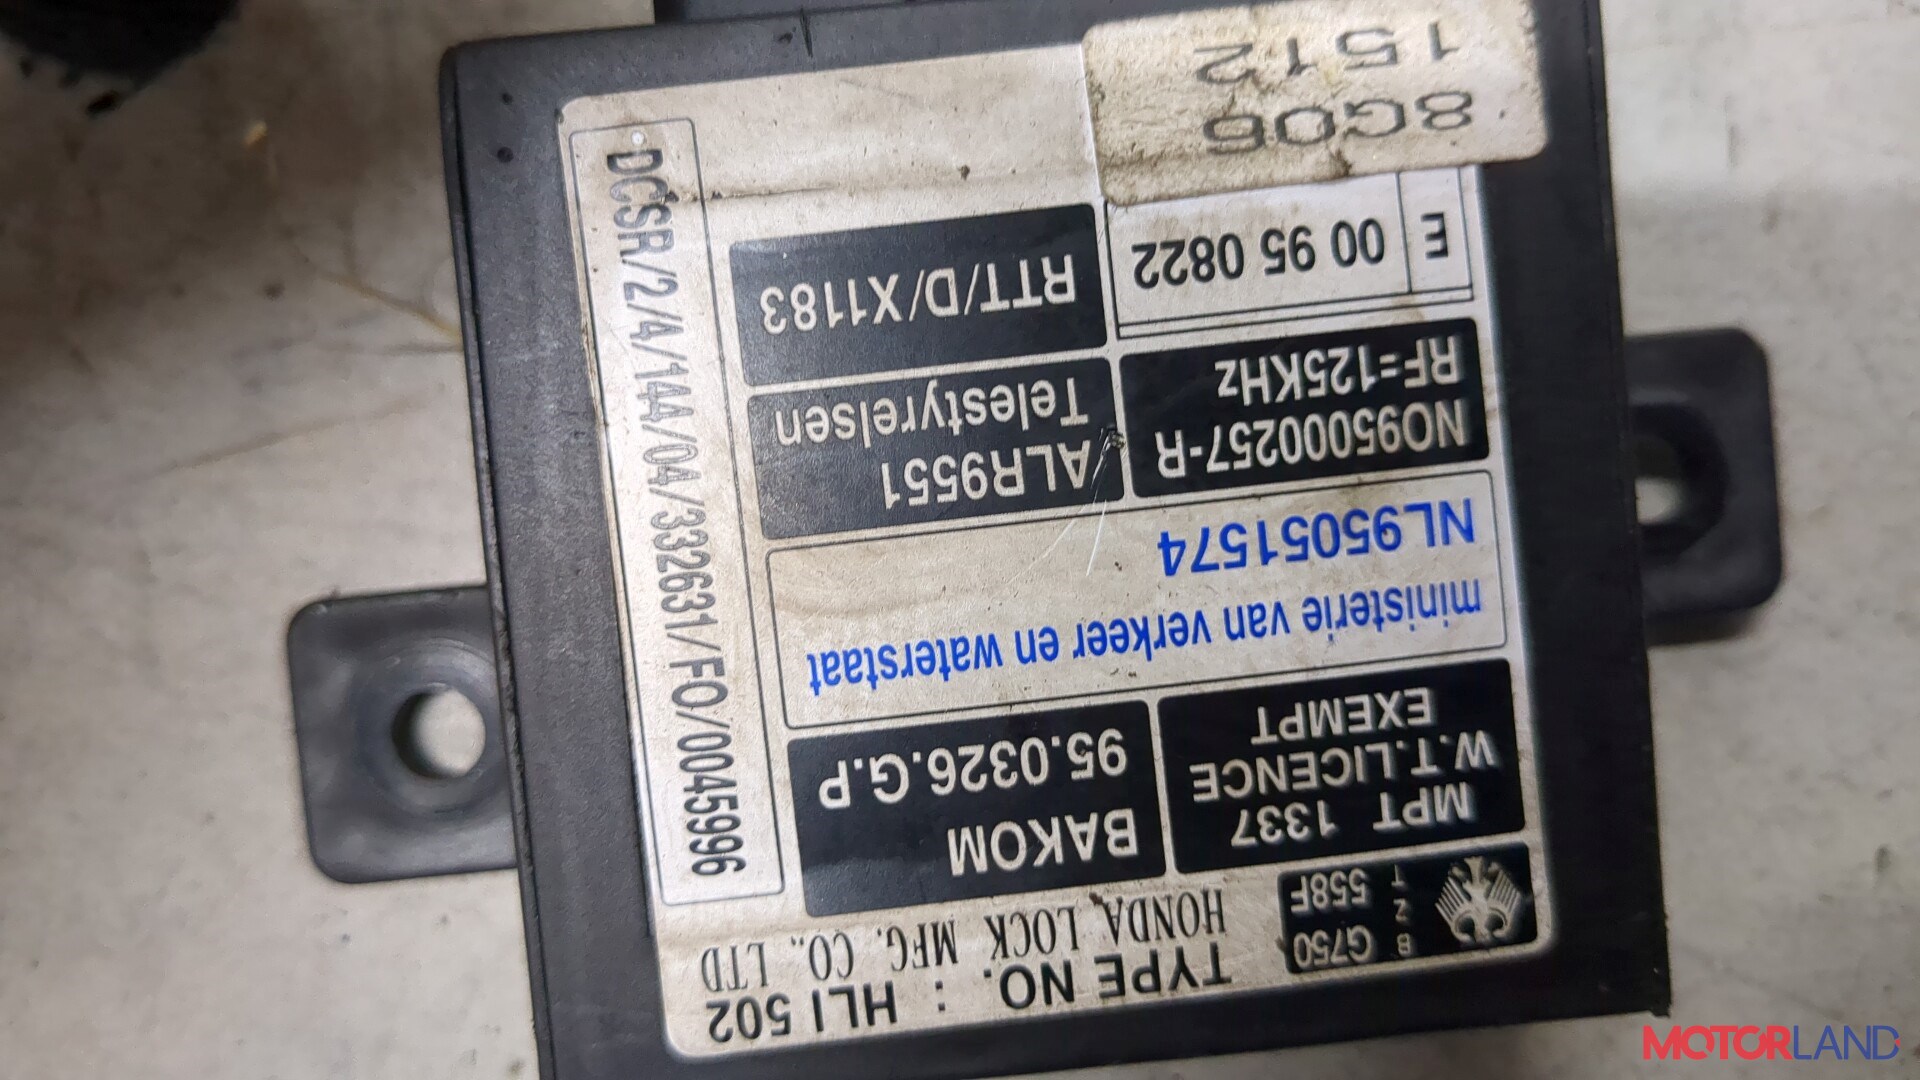 TYPE NO. : HLI 502
HONDA LOCK MFG. CO., LTD
B G750
Z
T 558F
MPT 1337
W.T.LICENCE
EXEMPT
BAKOM
95.0326.G.P
ministerie van verkeer en waterstaat
NL95051574
NO95000257-R
RF=125KHz
ALR9551
Telestyrelsen
E 00 95 0822
RTT/D/X1183
DCSR/2/4/144/04/332631/FO/0045996
8G06
1512
MOTORLAND